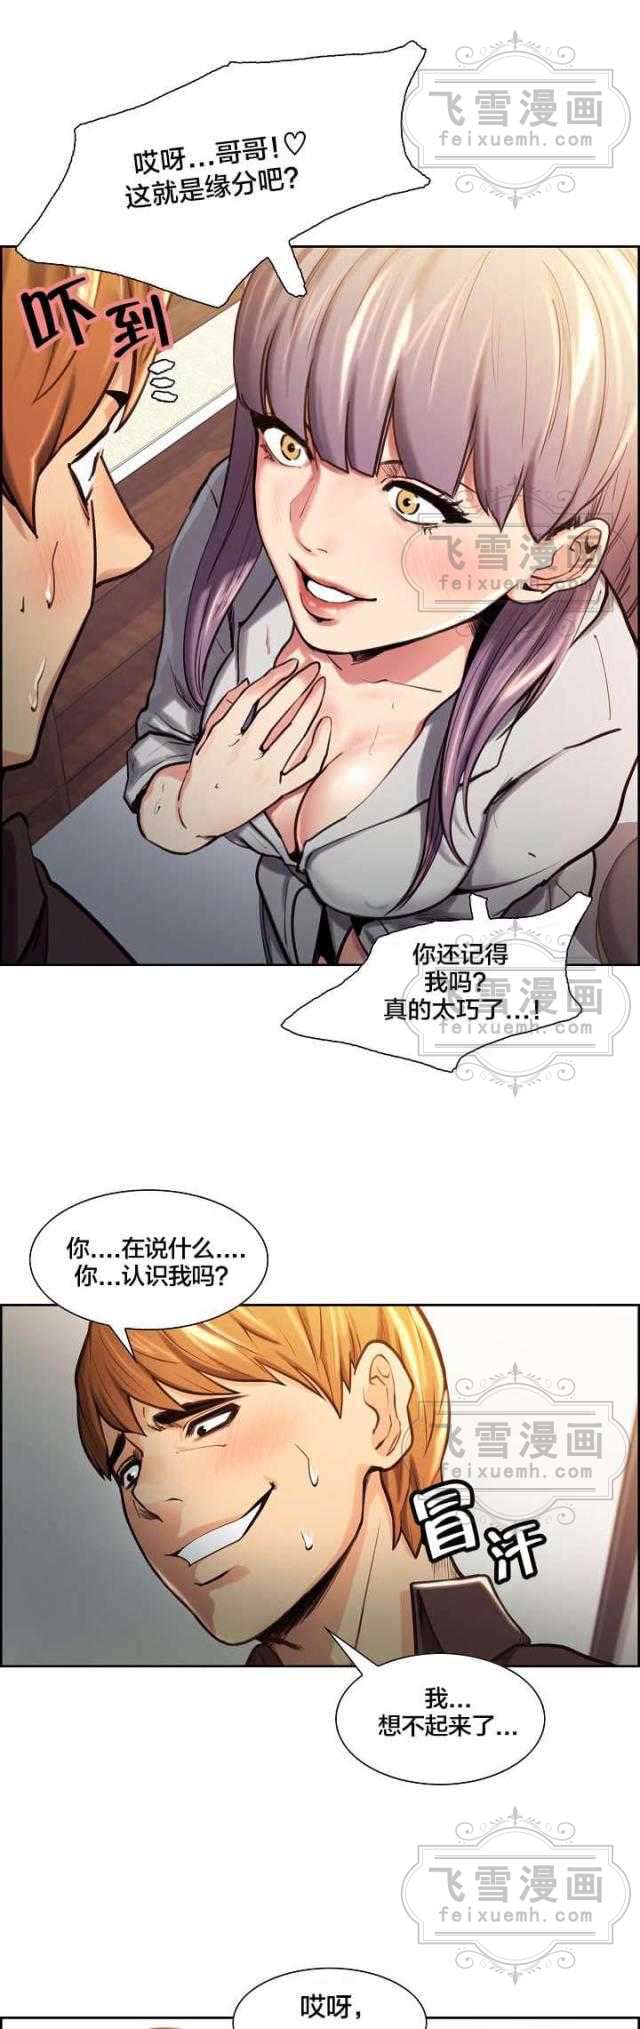 飞雪漫画
feixuemh.com
哎呀...哥哥!♡
这就是缘分吧?
吓到
飞雪漫画
feixuemh.com
你还记得
我吗?
真的太巧了...!
飞雪漫画
feixuemh.com
你....在说什么....
你...认识我吗?
飞雪漫画
feixuemh.com
冒汗
我...
想不起来了...
飞雪漫画
feixuemh.com
哎呀,